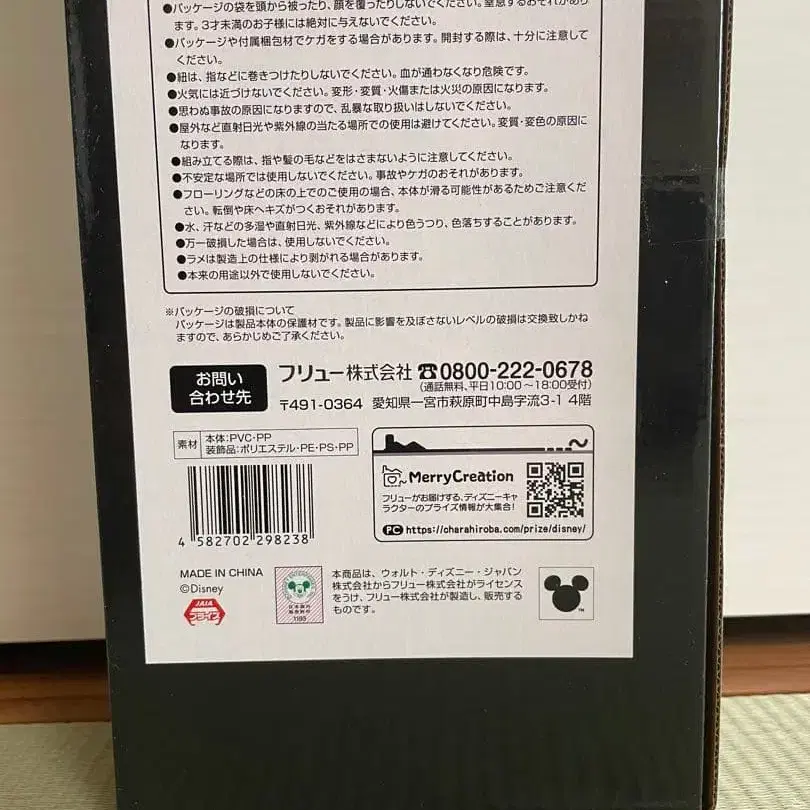 ●パッケージの袋を頭から被ったり、顔を覆ったりしないでください。窒息するおそれがあり
ます。3才未満のお子様には絶対に与えないでください。
●パッケージや付属梱包材でケガをする場合があります。開封する際は、十分に注意して
ください。
●紐は、指などに巻きつけたりしないでください。血が通わなくなり危険です。
●火気には近づけないでください。変形・変質・火傷または火災の原因になります。
●思わぬ事故の原因になりますので、乱暴な取り扱いはしないでください。
●屋外など直射日光や紫外線の当たる場所での使用は避けてください。変質・変色の原因に
なります。
●組み立てる際は、指や髪の毛などをはさまないように注意してください。
●不安定な場所では使用しないでください。事故やケガのおそれがあります。
●フローリングなどの床の上でのご使用の場合、本体が滑る可能性があるためご注意くだ
さい。転倒や床へキズがつくおそれがあります。
●水、汗などの多湿や直射日光、紫外線などにより色うつり、色落ちすることがあります。
●万一破損した場合は、使用しないでください。
●ラメは製造上の仕様により剥がれる場合があります。
●本来の用途以外で使用しないでください。
※パッケージの破損について
パッケージは製品本体の保護材です。製品に影響を及ぼさないレベルの破損は交換致しかね
ますので、あらかじめご了承ください。
お問い
合わせ先
フリュー株式会社 ☎0800-222-0678
(通話無料、平日10:00～18:00受付)
〒491-0364 愛知県一宮市萩原町中島字流3-1 4階
素材
本体:PVC・PP
装飾品:ポリエステル・PE・PS・PP
MerryCreation
フリューがお届けする、ディズニーキャ
ラクターのプライズ情報が大集合!
PC https://charahiroba.com/prize/disney/
4 582702 298238
MADE IN CHINA
©Disney
JAIA
プライズ
1195
本商品は、ウォルト・ディズニー・ジャパン
株式会社からフリュー株式会社がライセンス
をうけ、フリュー株式会社が製造し、販売する
ものです。
TM